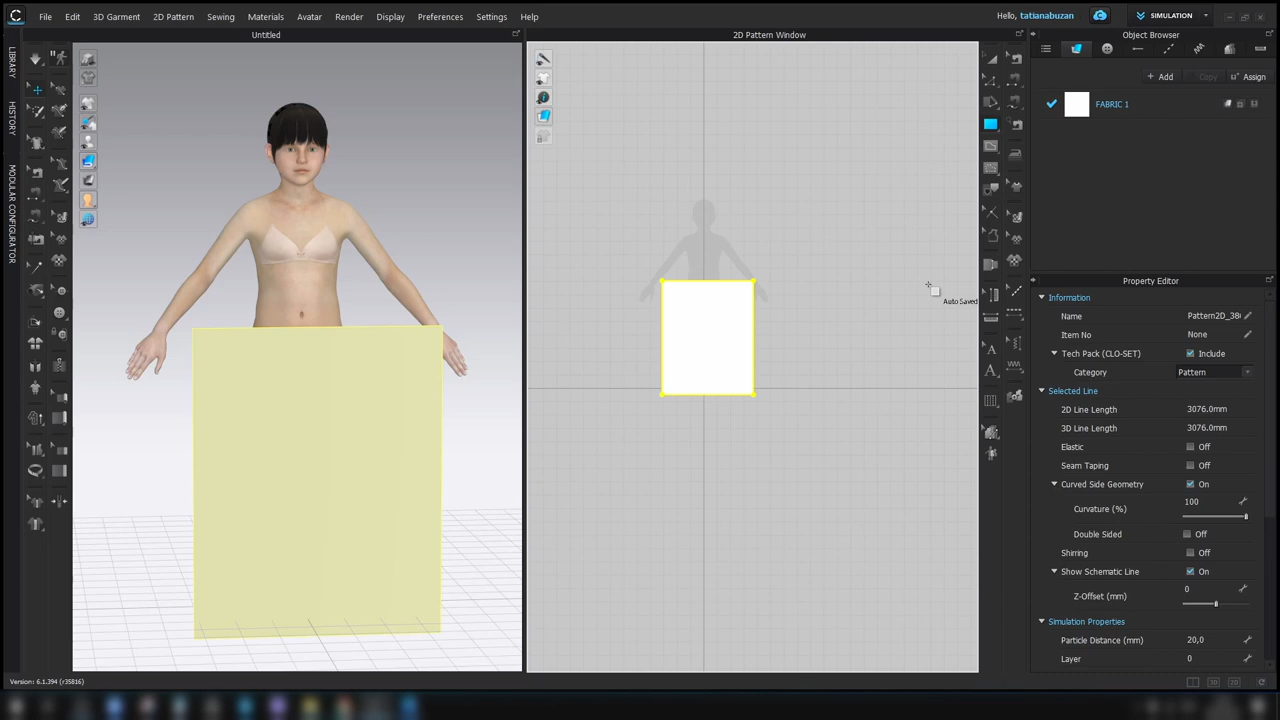 File Edit 3D Garment 2D Pattern Sewing Materials Avatar Render Display Preferences Settings Help Hello, tatianabuzan SIMULATION
Untitled 2D Pattern Window Object Browser
LIBRARY
HISTORY
MODULAR CONFIGURATOR
Add Copy Assign
FABRIC 1
Property Editor
Information
Name Pattern2D_38
Item No None
Tech Pack (CLO-SET) Include
Category Pattern
Selected Line
2D Line Length 3076.0mm
3D Line Length 3076.0mm
Elastic Off
Seam Taping Off
Curved Side Geometry On
Curvature (%) 100
Double Sided Off
Shirring Off
Show Schematic Line On
Z-Offset (mm) 0
Simulation Properties
Particle Distance (mm) 20,0
Layer 0
Auto Saved
Version: 6.1.394 (r35816)
3D 2D